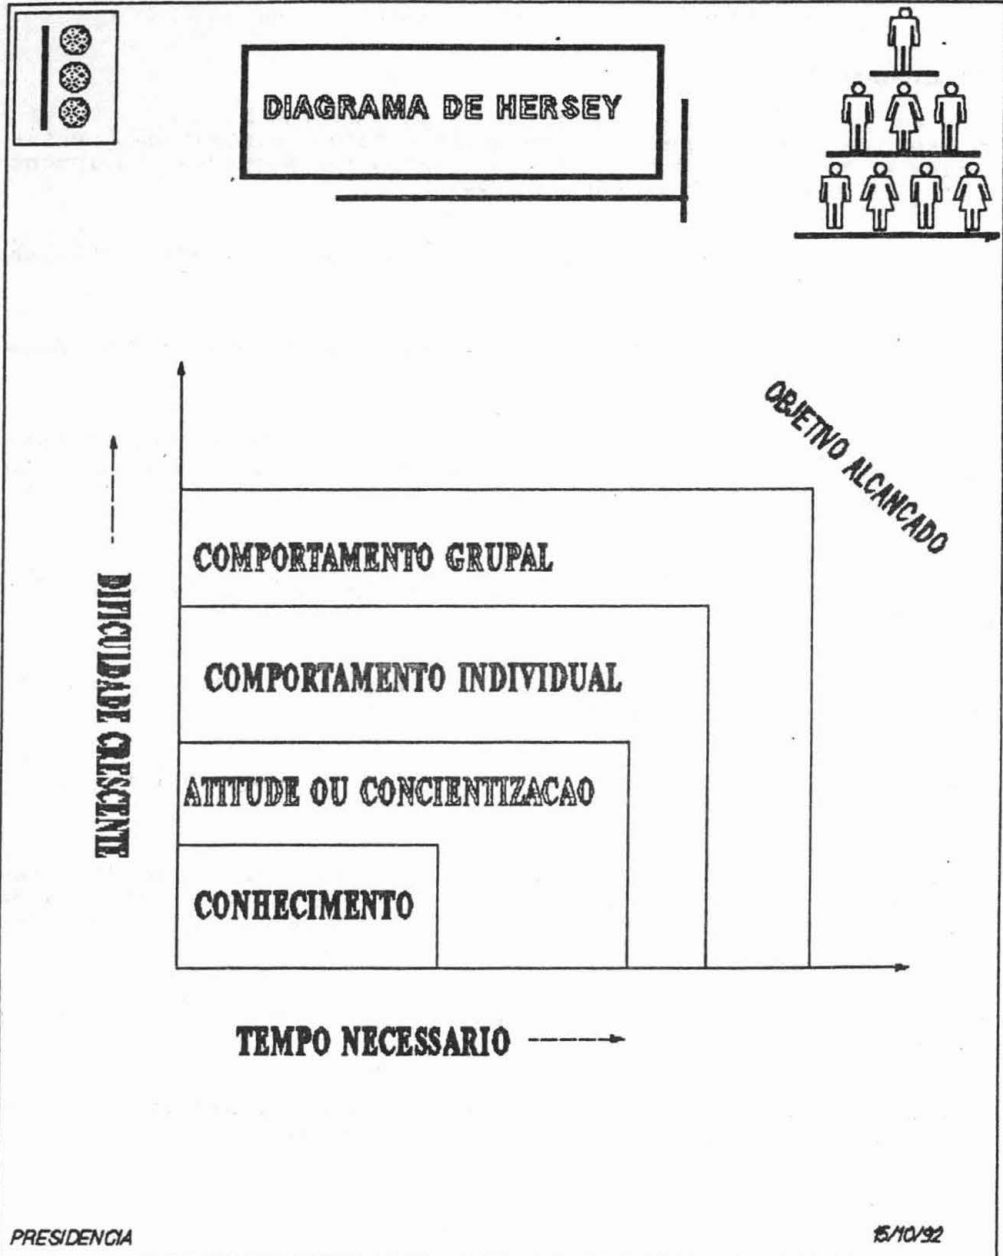 DIAGRAMA DE HERSEY
OBJETIVO ALCANCADO
COMPORTAMENTO GRUPAL
COMPORTAMENTO INDIVIDUAL
ATITUDE OU CONCIENTIZACAO
CONHECIMENTO
DIFICULDADE CRESCENTE
TEMPO NECESSARIO
PRESIDENCIA
15/10/92